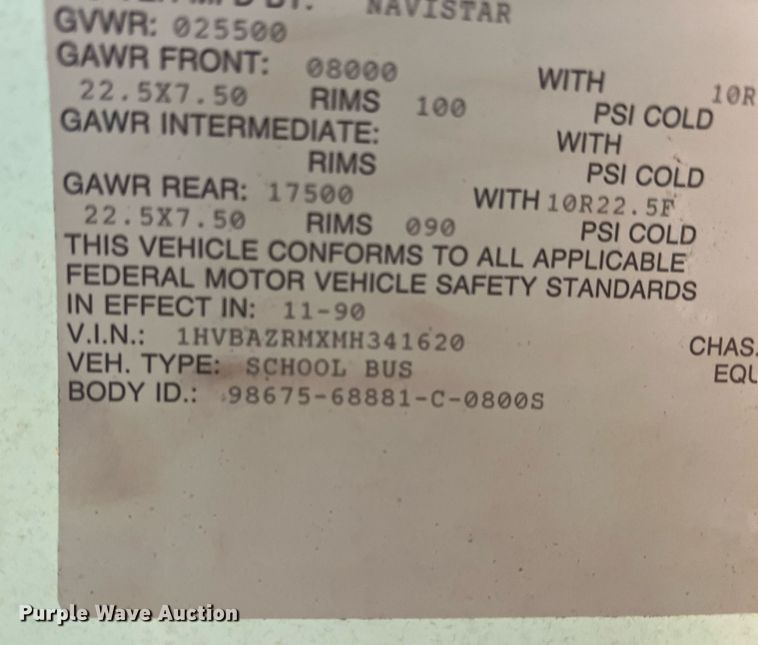 NAVISTAR
GVWR: 025500
GAWR FRONT: 08000 WITH 10R
22.5X7.50 RIMS 100 PSI COLD
GAWR INTERMEDIATE: WITH
RIMS PSI COLD
GAWR REAR: 17500 WITH 10R22.5F
22.5X7.50 RIMS 090 PSI COLD
THIS VEHICLE CONFORMS TO ALL APPLICABLE
FEDERAL MOTOR VEHICLE SAFETY STANDARDS
IN EFFECT IN: 11-90
V.I.N.: 1HVBAZRMXMH341620 CHAS.
VEH. TYPE: SCHOOL BUS EQU
BODY ID.: 98675-68881-C-0800S
Purple Wave Auction